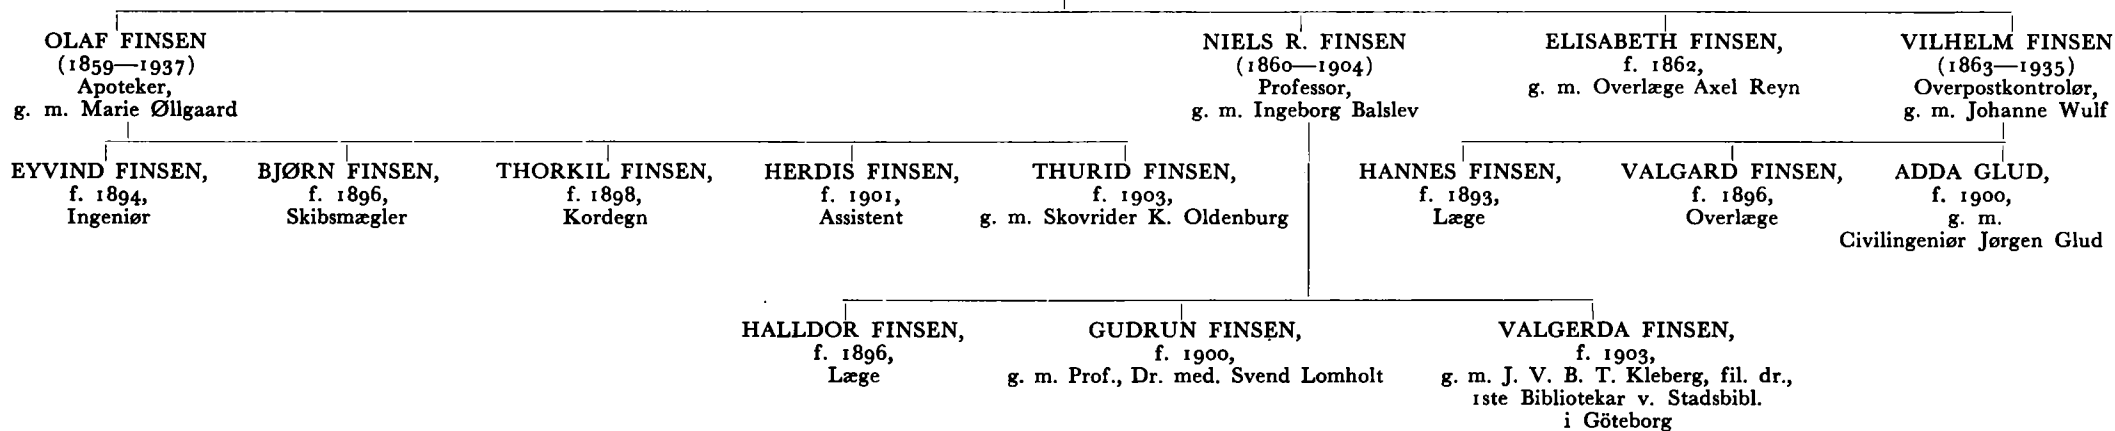 OLAF FINSEN
(1859—1937)
Apoteker,
g. m. Marie Øllgaard
NIELS R. FINSEN
(1860—1904)
Professor,
g. m. Ingeborg Balslev
ELISABETH FINSEN,
f. 1862,
g. m. Overlæge Axel Reyn
VILHELM FINSEN
(1863—1935)
Overpostkontrolør,
g. m. Johanne Wulf
EYVIND FINSEN,
f. 1894,
Ingeniør
BJØRN FINSEN,
f. 1896,
Skibsmægler
THORKIL FINSEN,
f. 1898,
Kordegn
HERDIS FINSEN,
f. 1901,
Assistent
THURID FINSEN,
f. 1903,
g. m. Skovrider K. Oldenburg
HANNES FINSEN,
f. 1893,
Læge
VALGARD FINSEN,
f. 1896,
Overlæge
ADDA GLUD,
f. 1900,
g. m.
Civilingeniør Jørgen Glud
HALLDOR FINSEN,
f. 1896,
Læge
GUDRUN FINSEN,
f. 1900,
g. m. Prof., Dr. med. Svend Lomholt
VALGERDA FINSEN,
f. 1903,
g. m. J. V. B. T. Kleberg, fil. dr.,
1ste Bibliotekar v. Stadsbibl.
i Göteborg